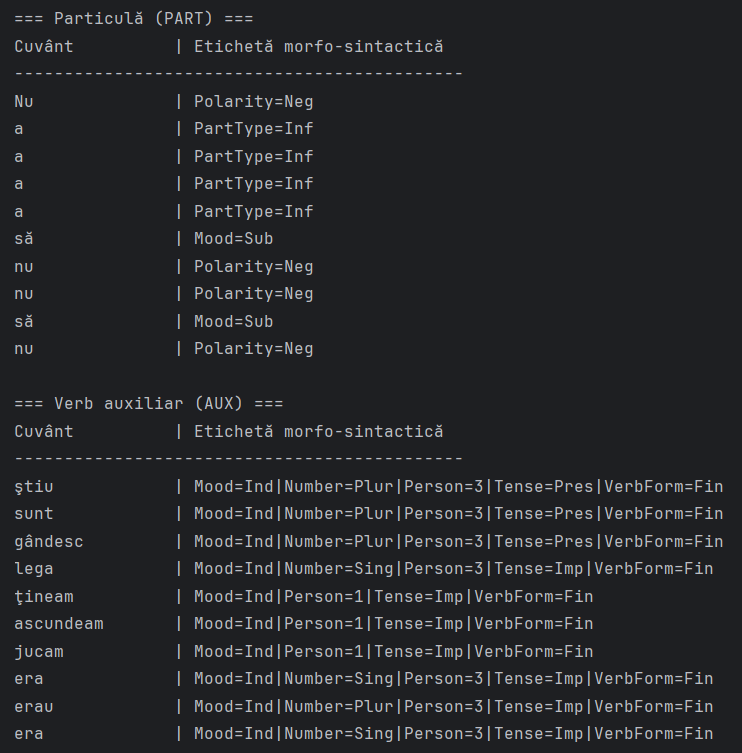 === Particulă (PART) ===
Cuvânt          | Etichetă morfo-sintactică
---------------------------------------------
Nu              | Polarity=Neg
a               | PartType=Inf
a               | PartType=Inf
a               | PartType=Inf
a               | PartType=Inf
să              | Mood=Sub
nu              | Polarity=Neg
nu              | Polarity=Neg
să              | Mood=Sub
nu              | Polarity=Neg

=== Verb auxiliar (AUX) ===
Cuvânt          | Etichetă morfo-sintactică
---------------------------------------------
ştiu            | Mood=Ind|Number=Plur|Person=3|Tense=Pres|VerbForm=Fin
sunt            | Mood=Ind|Number=Plur|Person=3|Tense=Pres|VerbForm=Fin
gândesc         | Mood=Ind|Number=Plur|Person=3|Tense=Pres|VerbForm=Fin
lega            | Mood=Ind|Number=Sing|Person=3|Tense=Imp|VerbForm=Fin
ţineam          | Mood=Ind|Person=1|Tense=Imp|VerbForm=Fin
ascundeam       | Mood=Ind|Person=1|Tense=Imp|VerbForm=Fin
jucam           | Mood=Ind|Person=1|Tense=Imp|VerbForm=Fin
era             | Mood=Ind|Number=Sing|Person=3|Tense=Imp|VerbForm=Fin
erau            | Mood=Ind|Number=Plur|Person=3|Tense=Imp|VerbForm=Fin
era             | Mood=Ind|Number=Sing|Person=3|Tense=Imp|VerbForm=Fin